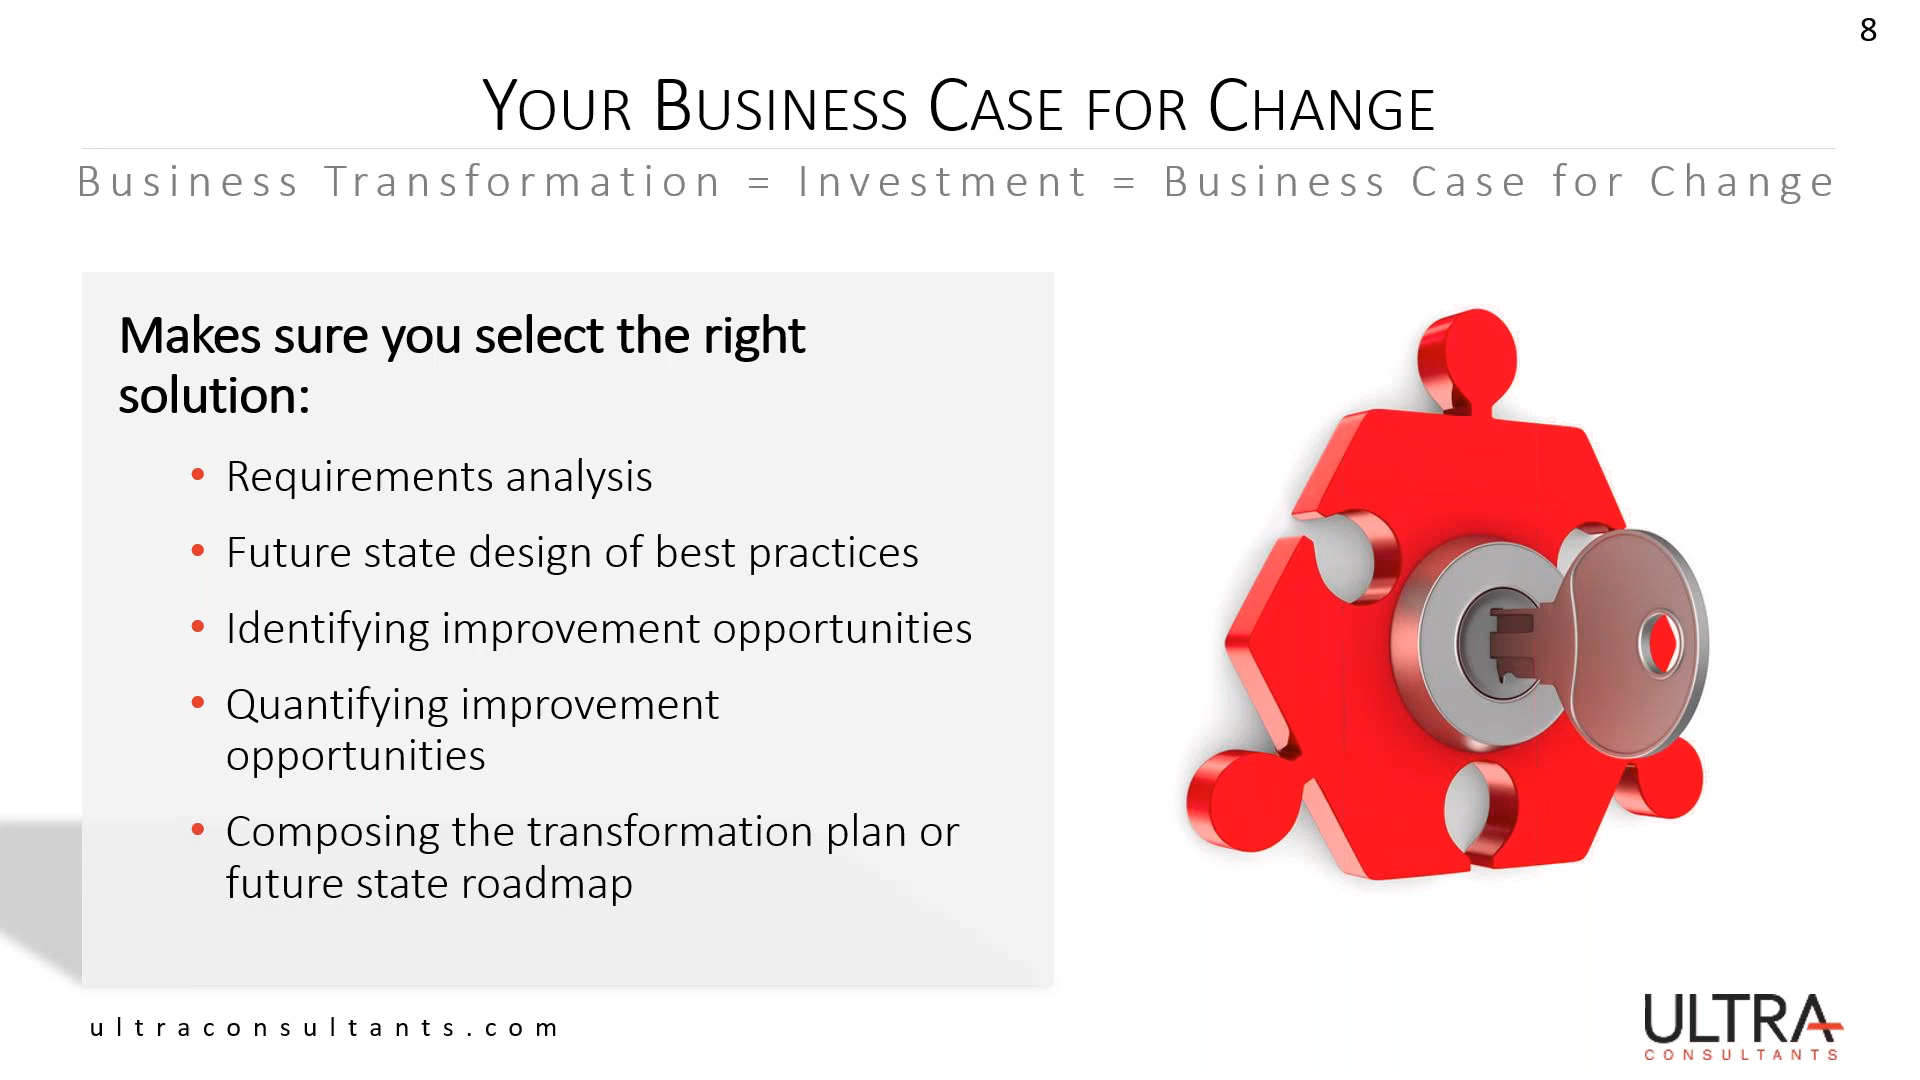 8
Your Business Case for Change
Business Transformation = Investment = Business Case for Change
Makes sure you select the right
solution:
• Requirements analysis
• Future state design of best practices
• Identifying improvement opportunities
• Quantifying improvement
opportunities
• Composing the transformation plan or
future state roadmap
ultraconsultants.com
ULTRA
CONSULTANTS